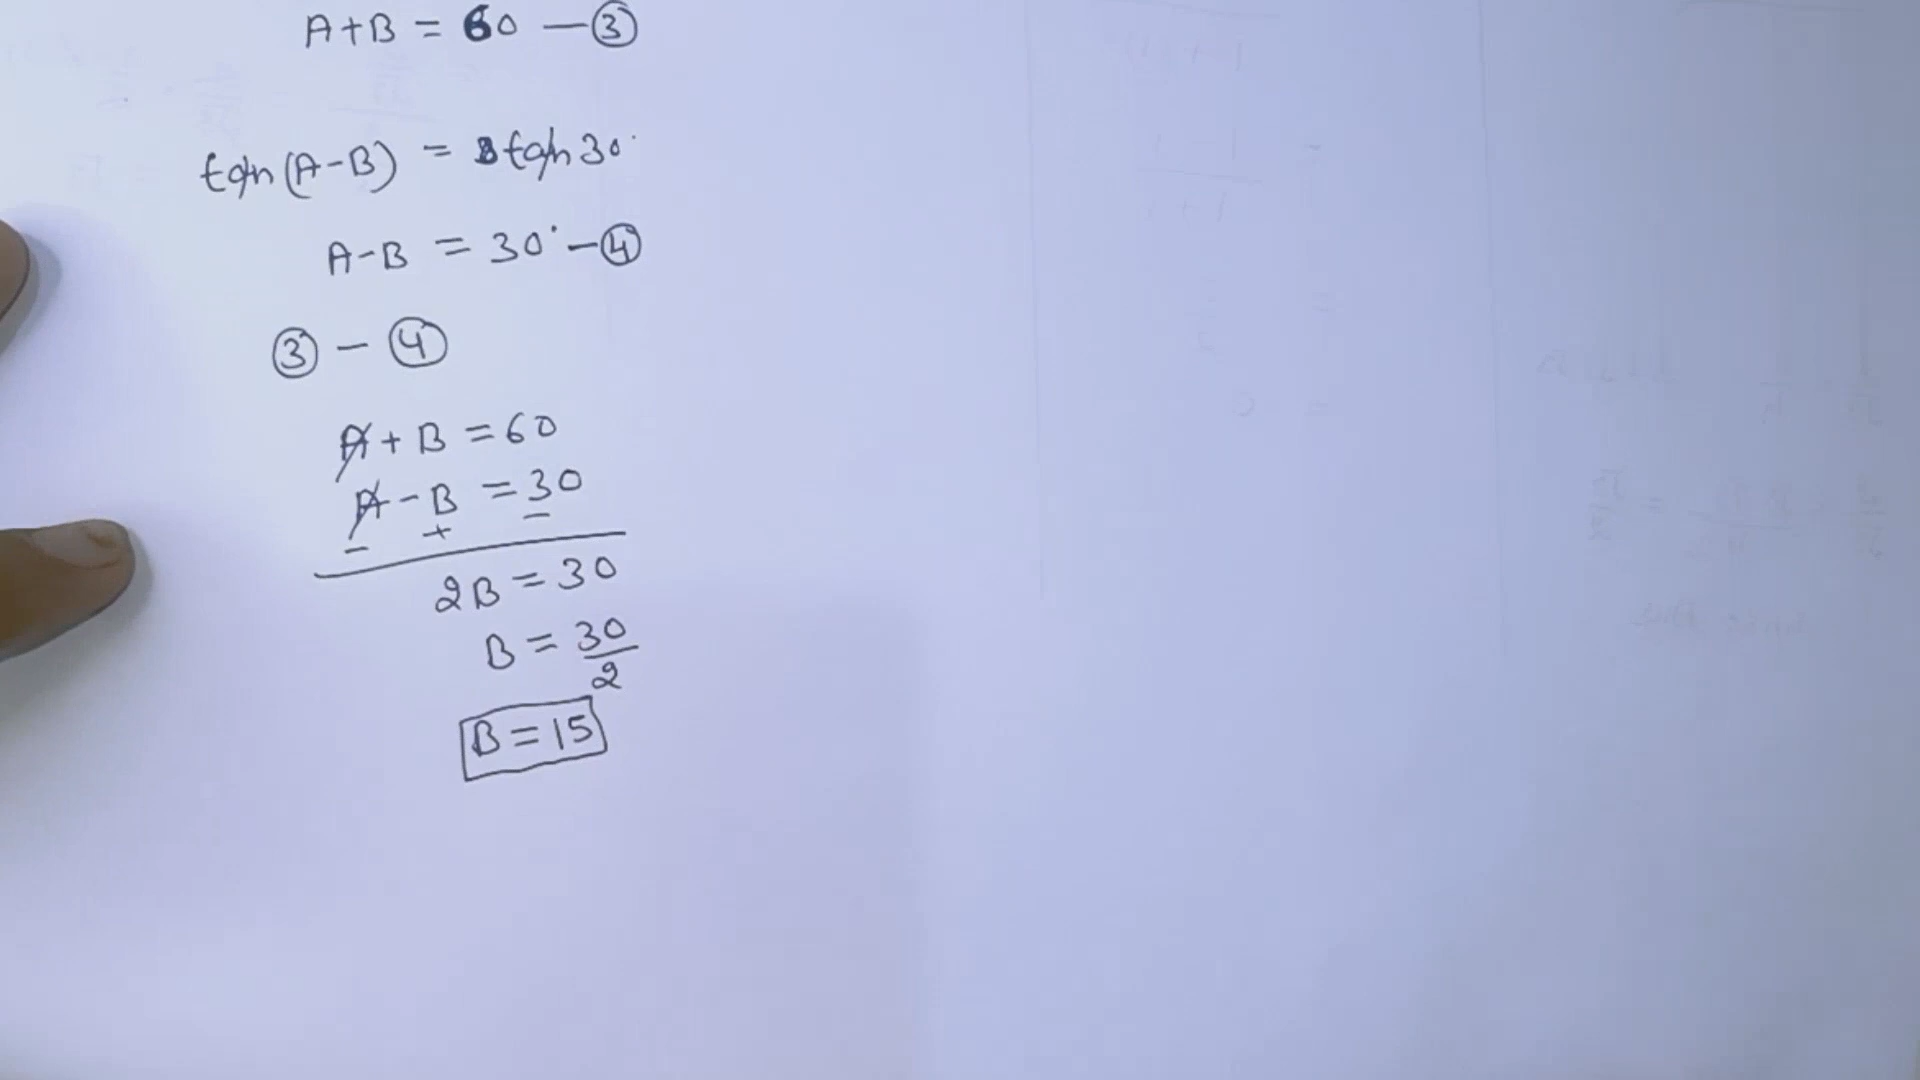 A+B = 60 — ③
tan (A-B) = tan 30°
A-B = 30° - ④
③ - ④
A + B = 60
A - B = 30
- + -
2B = 30
B = 30/2
B = 15